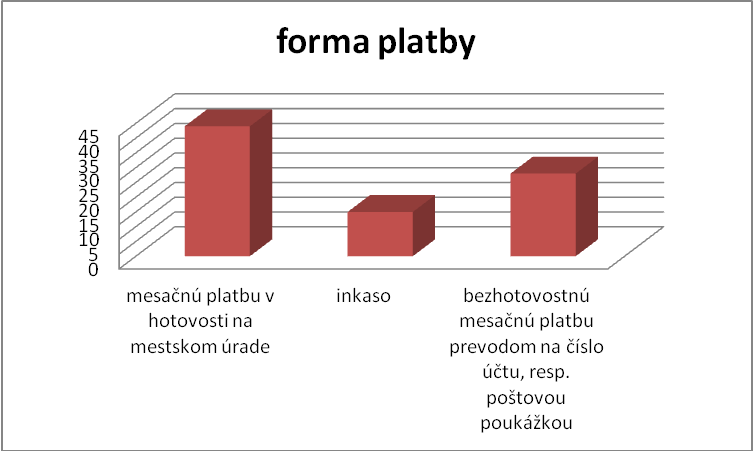 forma platby
45
40
35
30
25
20
15
10
5
0
mesačnú platbu v
hotovosti na
mestskom úrade
inkaso
bezhotovostnú
mesačnú platbu
prevodom na číslo
účtu, resp.
poštovou
poukážkou